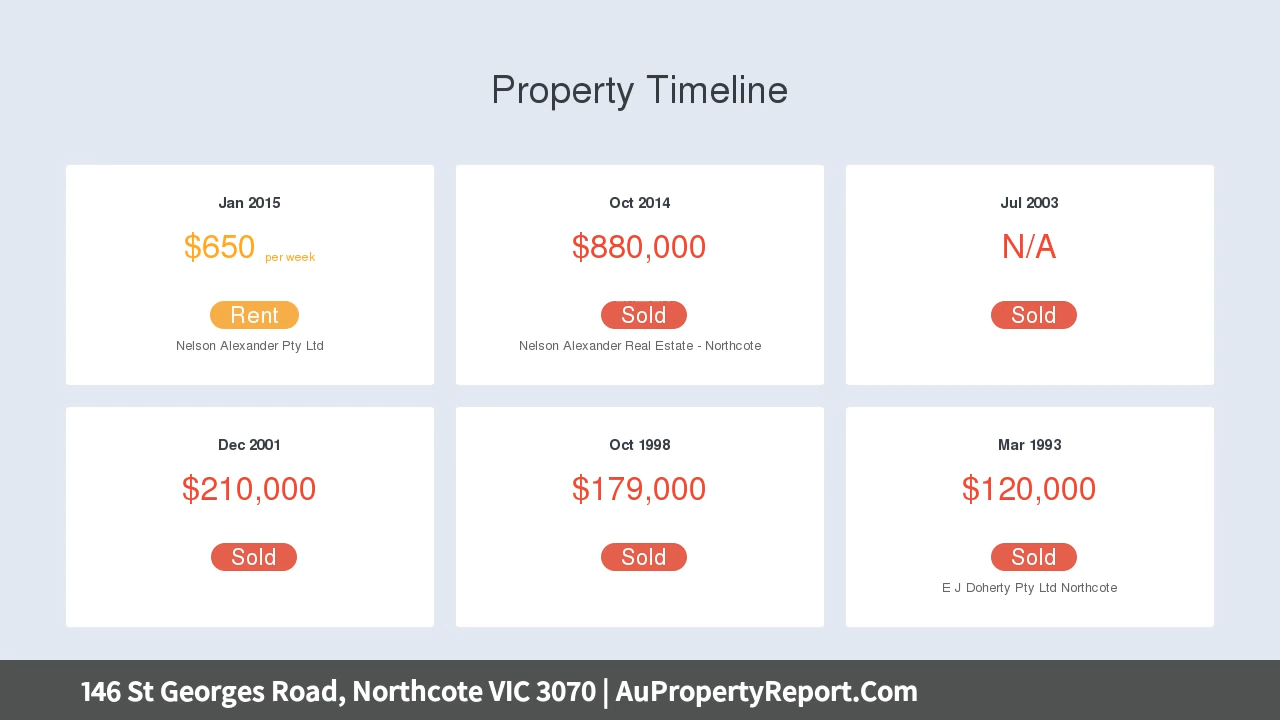 Property Timeline
Jan 2015
$650 per week
Rent
Nelson Alexander Pty Ltd
Oct 2014
$880,000
Sold
Nelson Alexander Real Estate - Northcote
Jul 2003
N/A
Sold
Dec 2001
$210,000
Sold
Oct 1998
$179,000
Sold
Mar 1993
$120,000
Sold
E J Doherty Pty Ltd Northcote
146 St Georges Road, Northcote VIC 3070 | AuPropertyReport.Com